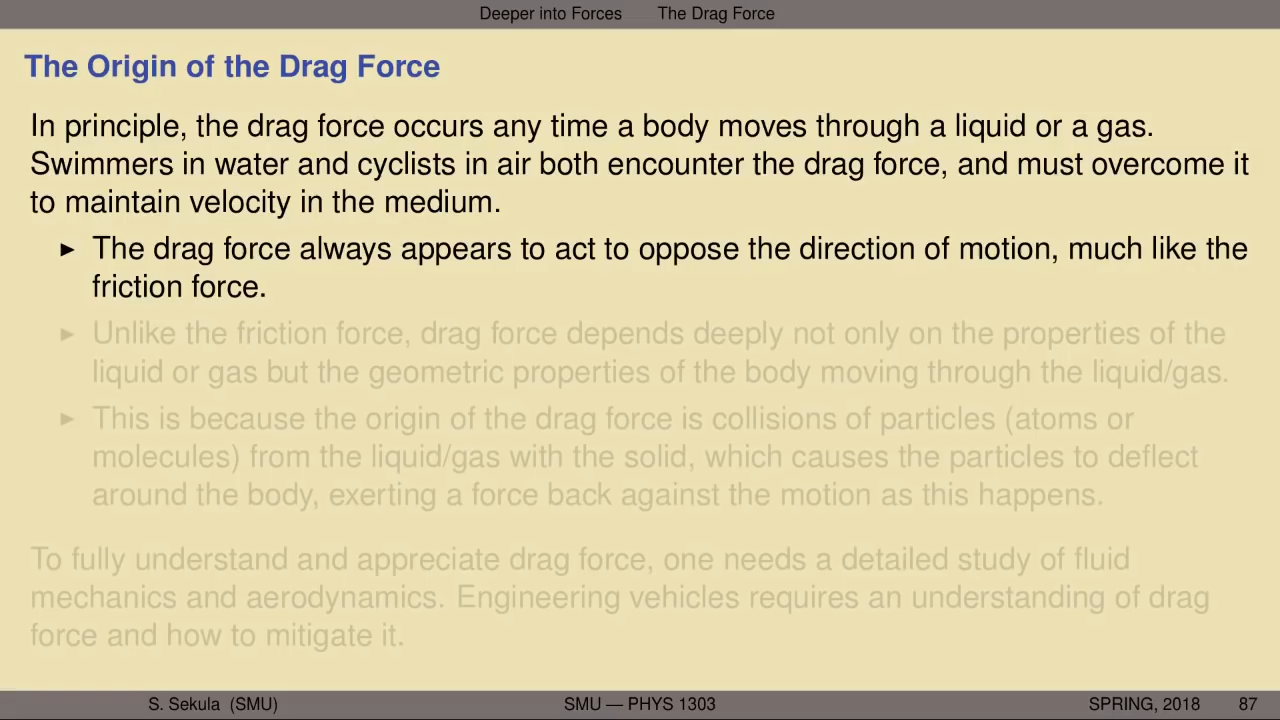 Deeper into Forces The Drag Force
The Origin of the Drag Force
In principle, the drag force occurs any time a body moves through a liquid or a gas.
Swimmers in water and cyclists in air both encounter the drag force, and must overcome it
to maintain velocity in the medium.
▶ The drag force always appears to act to oppose the direction of motion, much like the
friction force.
▶ Unlike the friction force, drag force depends deeply not only on the properties of the
liquid or gas but the geometric properties of the body moving through the liquid/gas.
▶ This is because the origin of the drag force is collisions of particles (atoms or
molecules) from the liquid/gas with the solid, which causes the particles to deflect
around the body, exerting a force back against the motion as this happens.
To fully understand and appreciate drag force, one needs a detailed study of fluid
mechanics and aerodynamics. Engineering vehicles requires an understanding of drag
force and how to mitigate it.
S. Sekula (SMU) SMU — PHYS 1303 SPRING, 2018 87